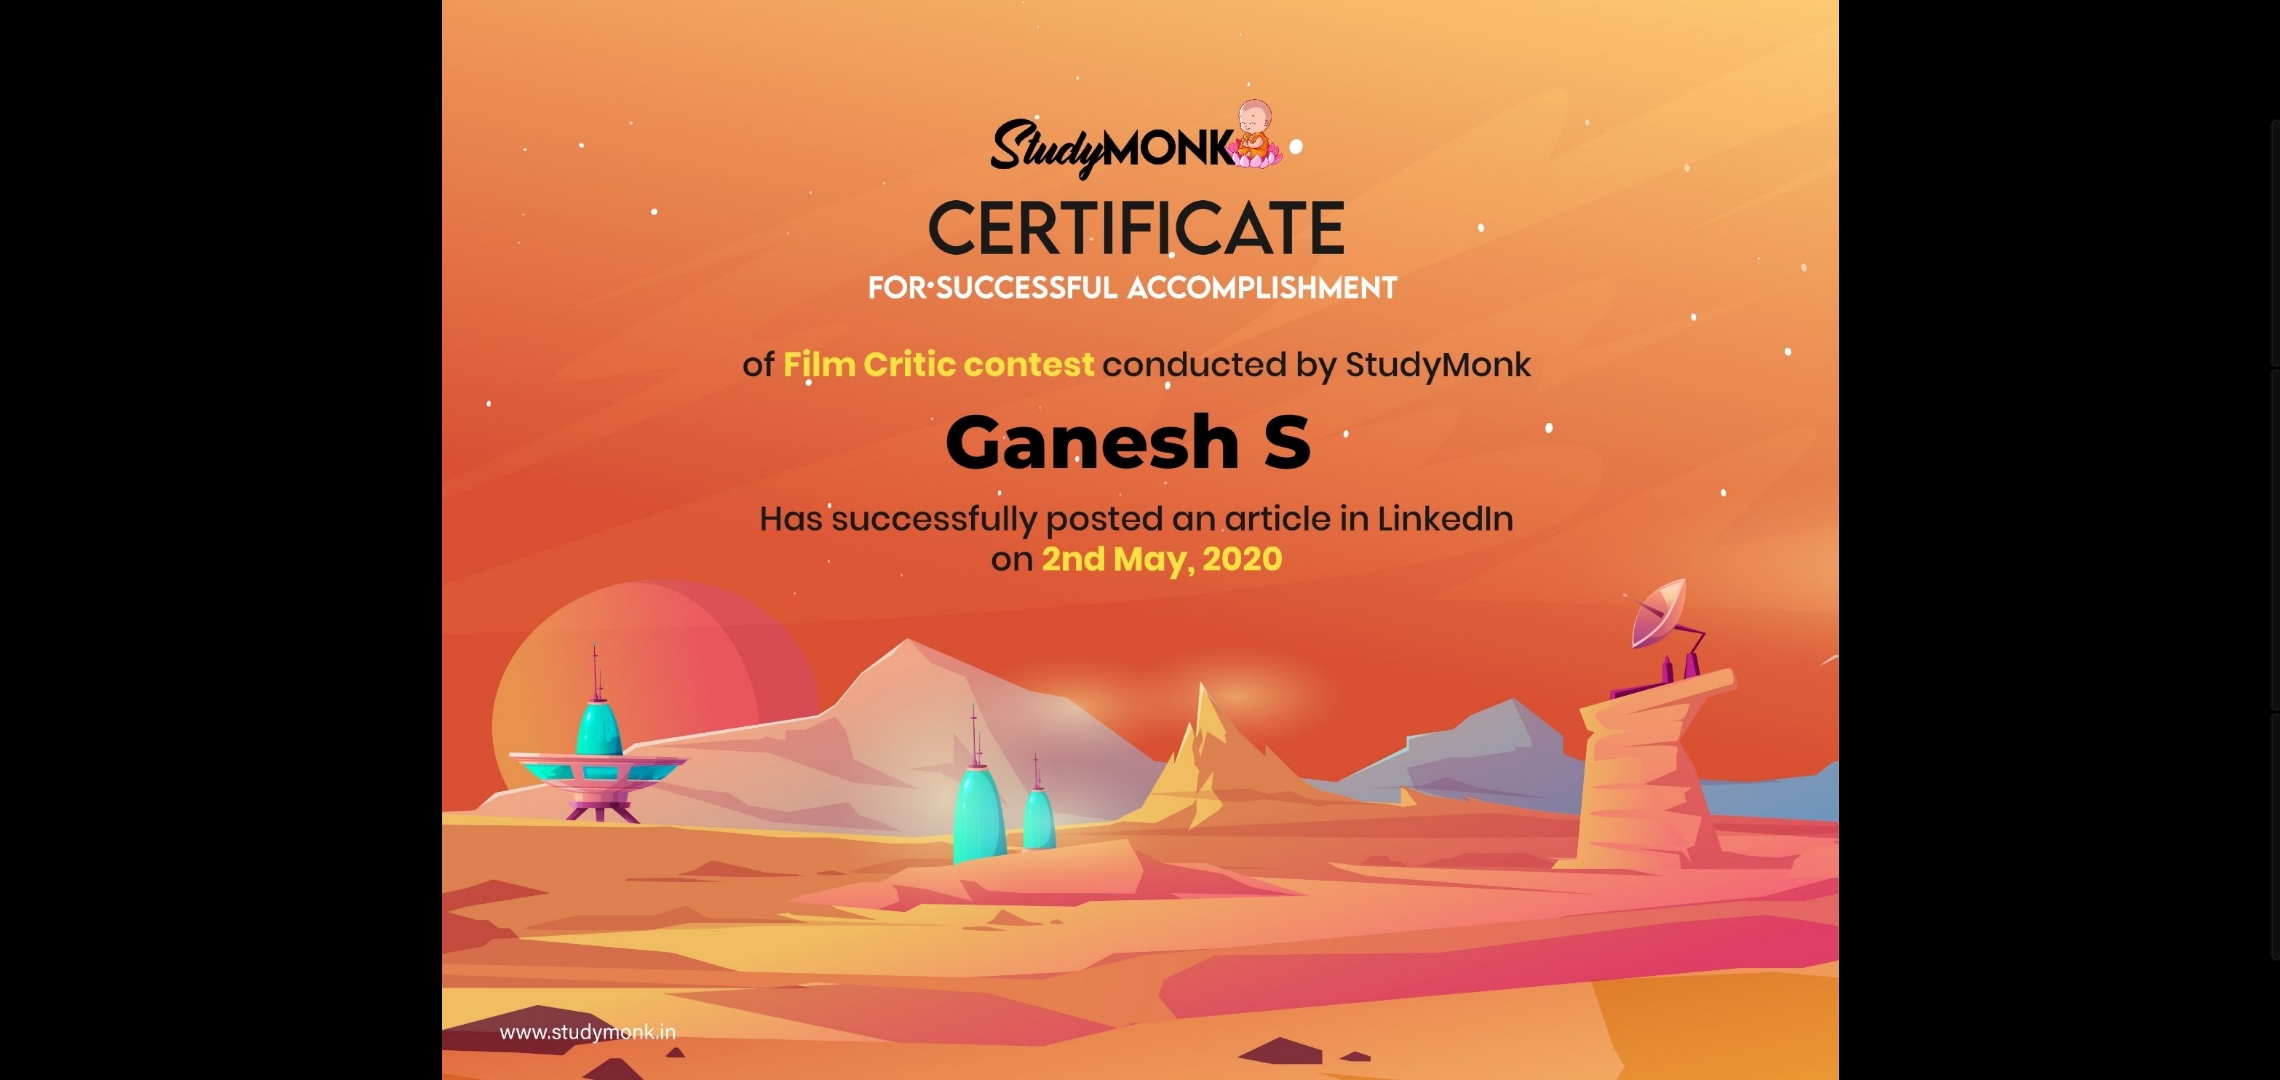 StudyMONK
CERTIFICATE
FOR SUCCESSFUL ACCOMPLISHMENT
of Film Critic contest conducted by StudyMonk
Ganesh S
Has successfully posted an article in LinkedIn
on 2nd May, 2020
www.studymonk.in